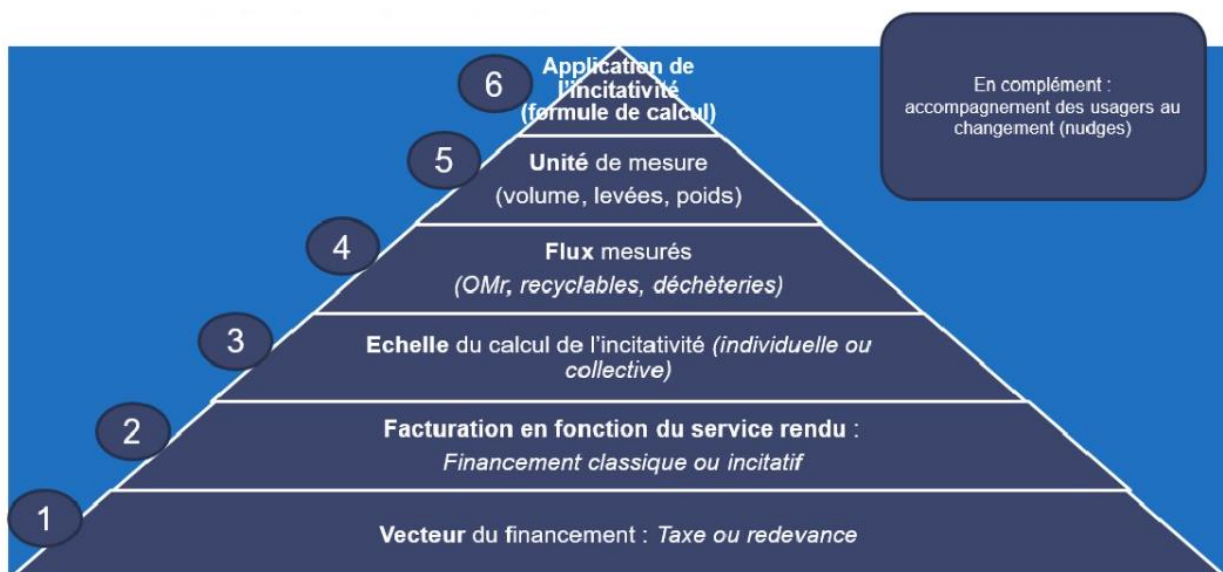 6
Application de
l'incitativité
(formule de calcul)
En complément :
accompagnement des usagers au
changement (nudges)
5
Unité de mesure
(volume, levées, poids)
4
Flux mesurés
(OMr, recyclables, déchèteries)
3
Echelle du calcul de l'incitativité (individuelle ou
collective)
2
Facturation en fonction du service rendu :
Financement classique ou incitatif
1
Vecteur du financement : Taxe ou redevance